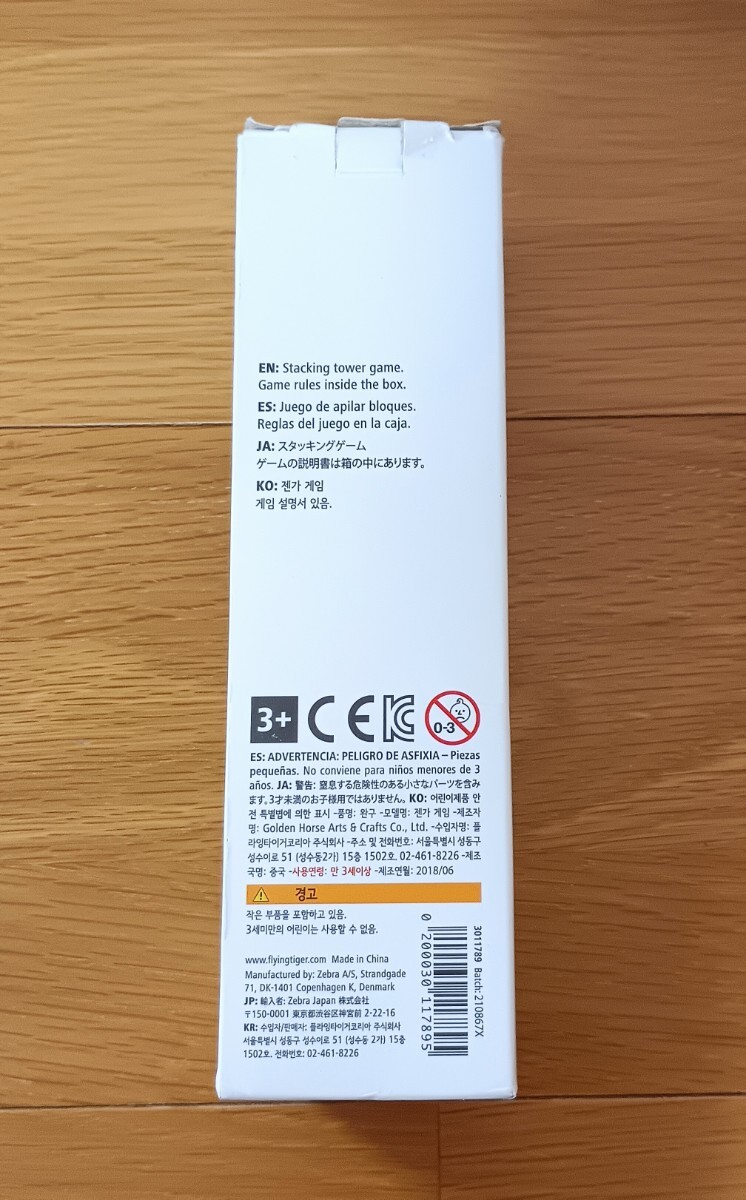 EN: Stacking tower game.
Game rules inside the box.
ES: Juego de apilar bloques.
Reglas del juego en la caja.
JA: スタッキングゲーム
ゲームの説明書は箱の中にあります。
KO: 젠가 게임
게임 설명서 있음.
3+ CE KC 0-3
ES: ADVERTENCIA: PELIGRO DE ASFIXIA – Piezas
pequeñas. No conviene para niños menores de 3
años. JA: 警告: 窒息する危険性のある小さなパーツを含み
ます。3才未満のお子様用ではありません。 KO: 어린이제품 안
전 특별법에 의한 표시 -품명: 완구 -모델명: 젠가 게임 -제조자
명: Golden Horse Arts & Crafts Co., Ltd. -수입자명: 플
라잉타이거코리아 주식회사 -주소 및 전화번호: 서울특별시 성동구
성수이로 51 (성수동2가) 15층 1502호. 02-461-8226 -제조
국명: 중국 -사용연령: 만 3세이상 -제조연월: 2018/06
경고
작은 부품을 포함하고 있음.
3세미만의 어린이는 사용할 수 없음.
www.flyingtiger.com Made in China
Manufactured by: Zebra A/S, Strandgade
71, DK-1401 Copenhagen K, Denmark
JP: 輸入者: Zebra Japan 株式会社
〒150-0001 東京都渋谷区神宮前 2-22-16
KR: 수입자/판매자: 플라잉타이거코리아 주식회사
서울특별시 성동구 성수이로 51 (성수동 2가) 15층
1502호. 전화번호: 02-461-8226
3011789 Batch: 210867X
0 200030 117895